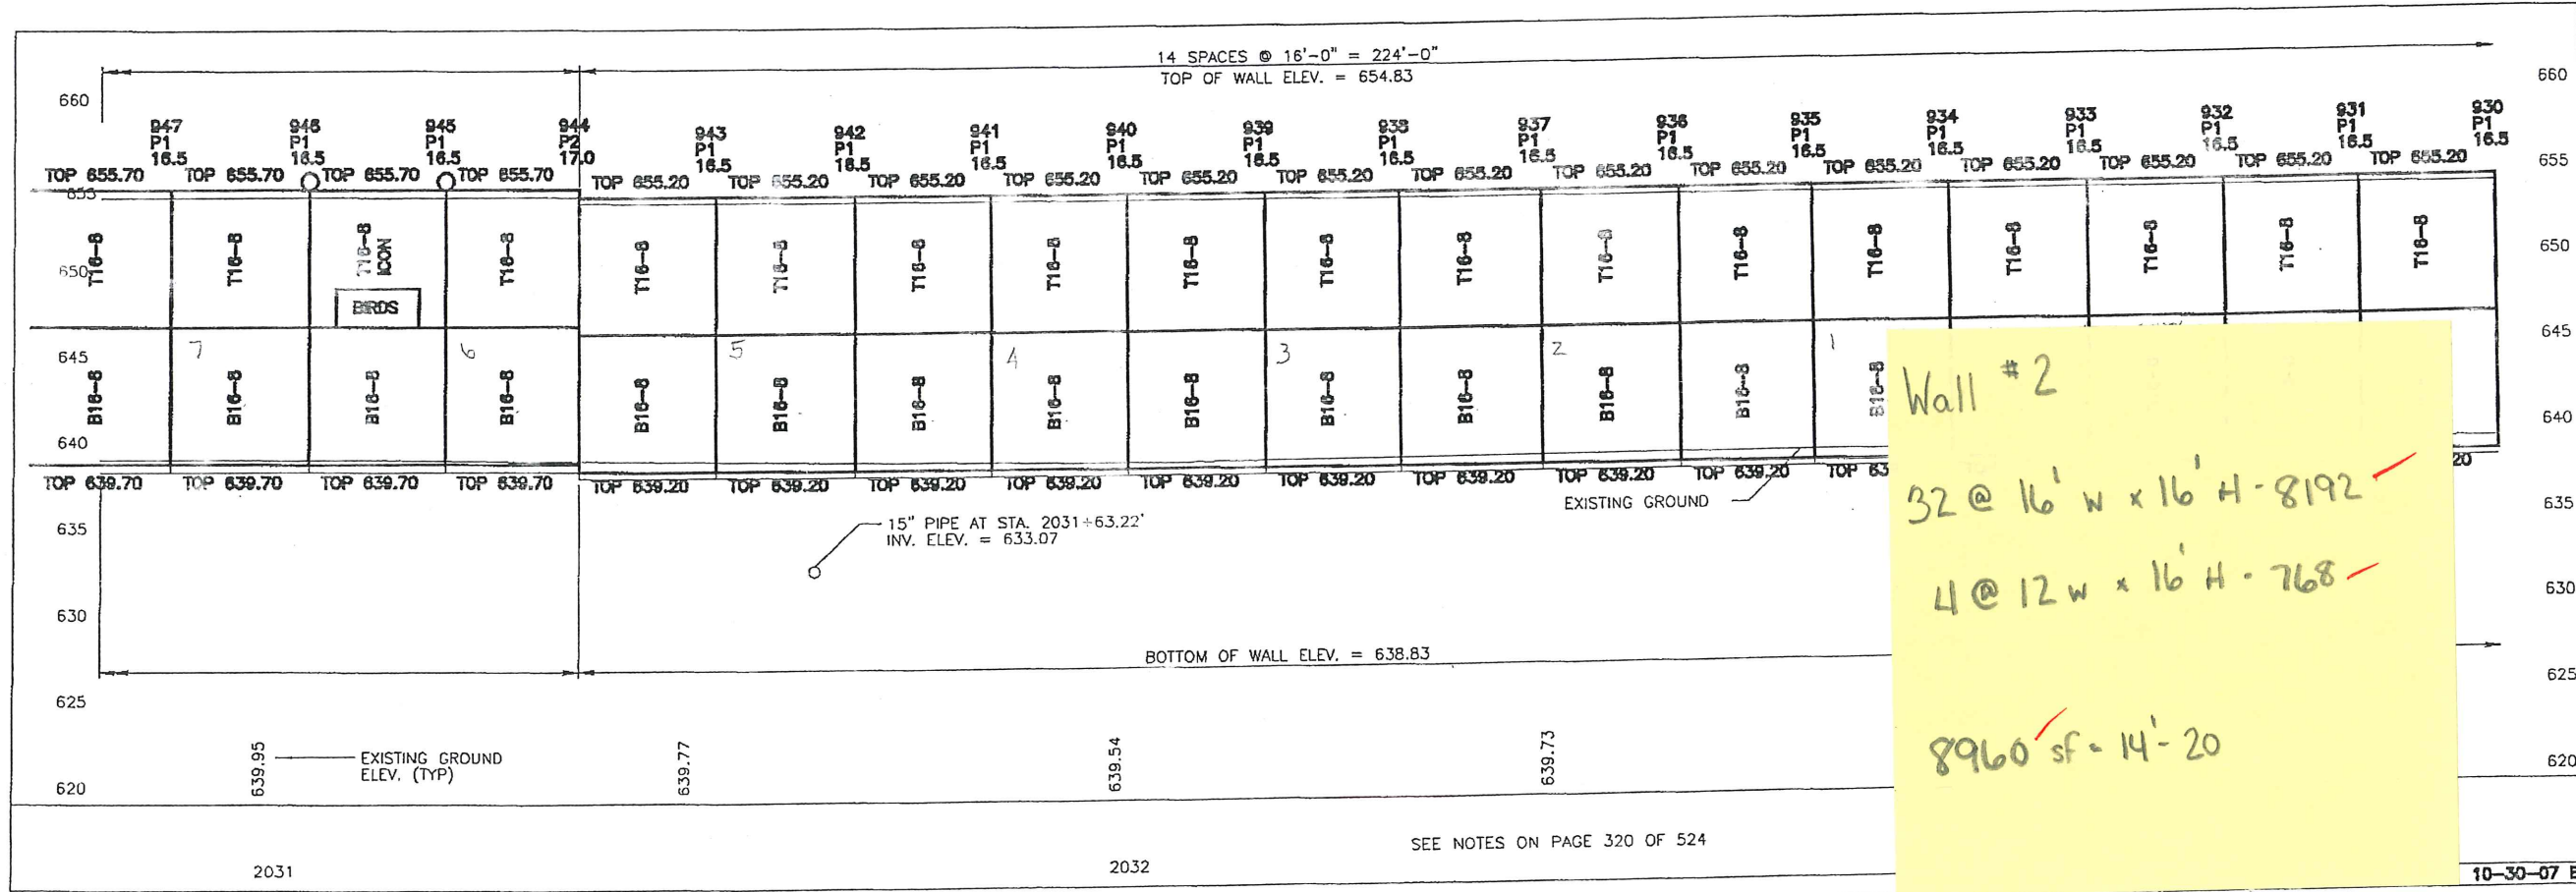 14 SPACES @ 16'-0" = 224'-0"
TOP OF WALL ELEV. = 654.83
660 660
947 946 945 944 943 942 941 940 939 938 937 936 935 934 933 932 931 930
P1 P1 P1 P2 P1 P1 P1 P1 P1 P1 P1 P1 P1 P1 P1 P1 P1 P1
16.5 16.5 16.5 17.0 16.5 16.5 16.5 16.5 16.5 16.5 16.5 16.5 16.5 16.5 16.5 16.5 16.5 16.5
TOP 655.70 TOP 655.70 TOP 655.70 TOP 655.70 TOP 655.20 TOP 655.20 TOP 655.20 TOP 655.20 TOP 655.20 TOP 655.20 TOP 655.20 TOP 655.20 TOP 655.20 TOP 655.20 TOP 655.20 TOP 655.20 TOP 655.20 TOP 655.20
655 655
T16-8 T16-8 T16-8 ICON T16-8 T16-8 T16-8 T16-8 T16-8 T16-8 T16-8 T16-8 T16-8 T16-8 T16-8 T16-8 T16-8 T16-8 T16-8
650 650
BIRDS
645 7 6 5 4 3 2 1 645
B16-8 B16-8 B16-8 B16-8 B16-8 B16-8 B16-8 B16-8 B16-8 B16-8 B16-8 B16-8 B16-8 B16-8
640 640
TOP 639.70 TOP 639.70 TOP 639.70 TOP 639.70 TOP 639.20 TOP 639.20 TOP 639.20 TOP 639.20 TOP 639.20 TOP 639.20 TOP 639.20 TOP 639.20 TOP 639.20 TOP 63 20
EXISTING GROUND
635 635
15" PIPE AT STA. 2031+63.22'
INV. ELEV. = 633.07
630 630
BOTTOM OF WALL ELEV. = 638.83
625 625
639.95 639.77 639.54 639.73
EXISTING GROUND
ELEV. (TYP)
620 620
SEE NOTES ON PAGE 320 OF 524
2031 2032
10-30-07
Wall #2
32 @ 16' w x 16' H - 8192
4 @ 12 w x 16' H - 768
8960 sf - 14'- 20